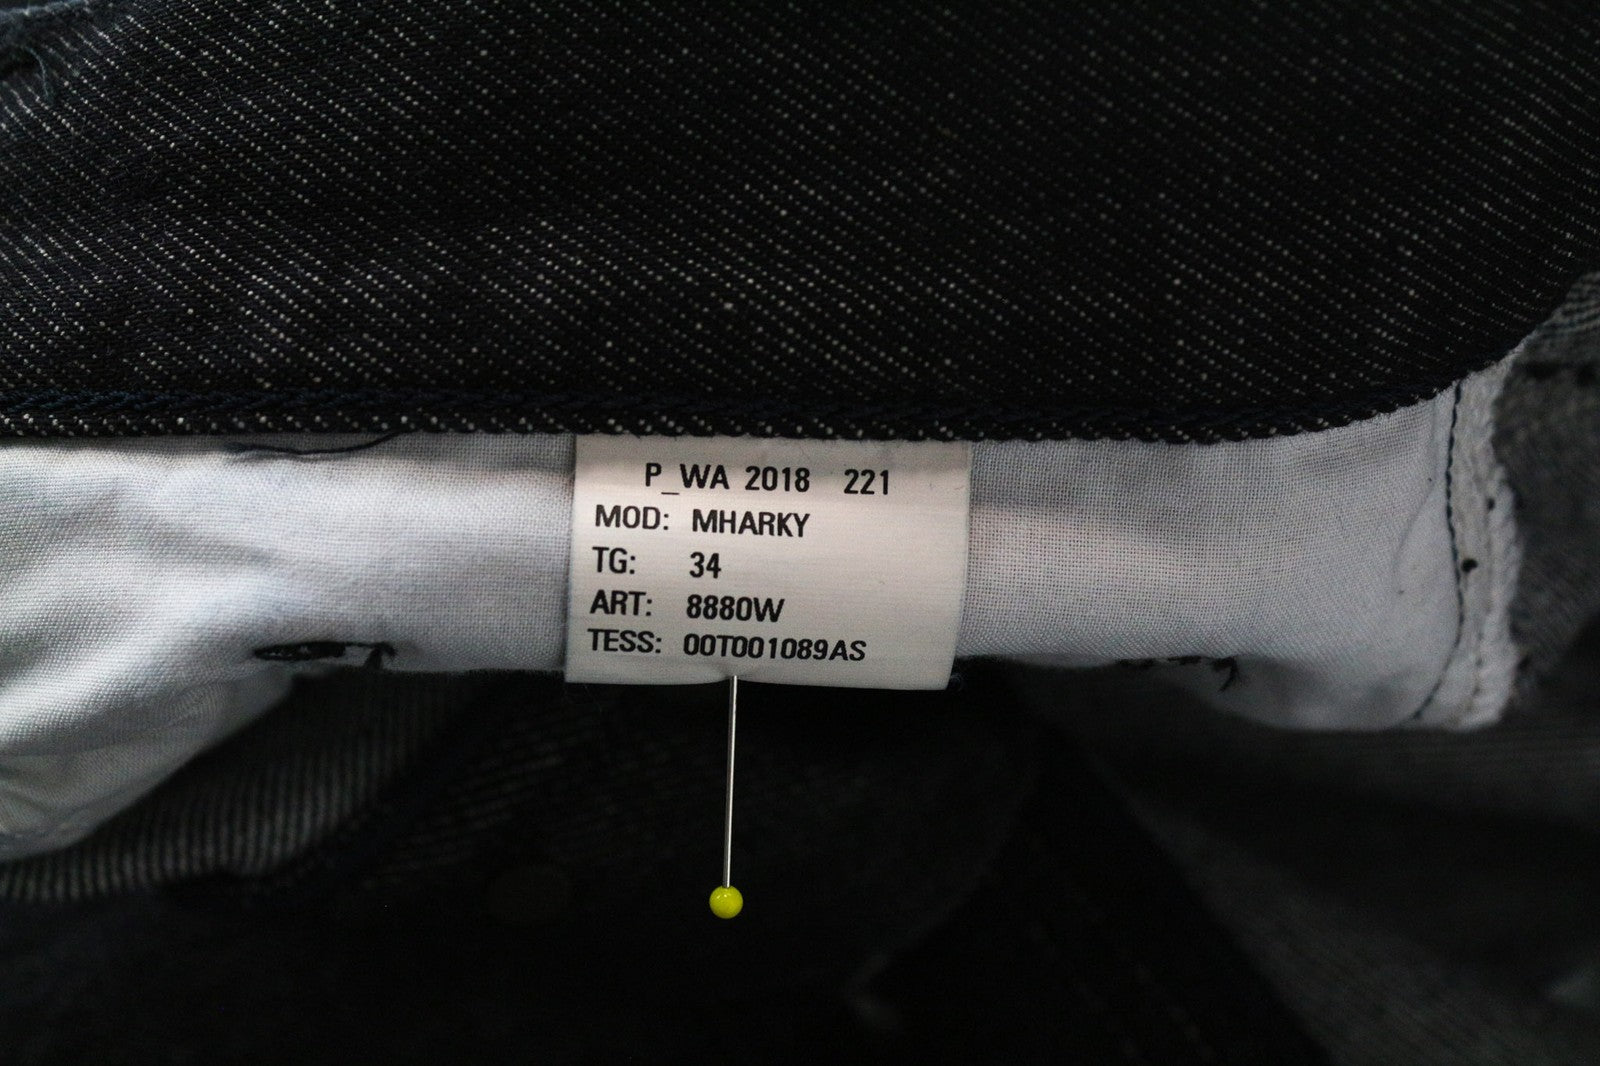 P_WA 2018 221
MOD: MHARKY
TG: 34
ART: 8880W
TESS: 00T001089AS